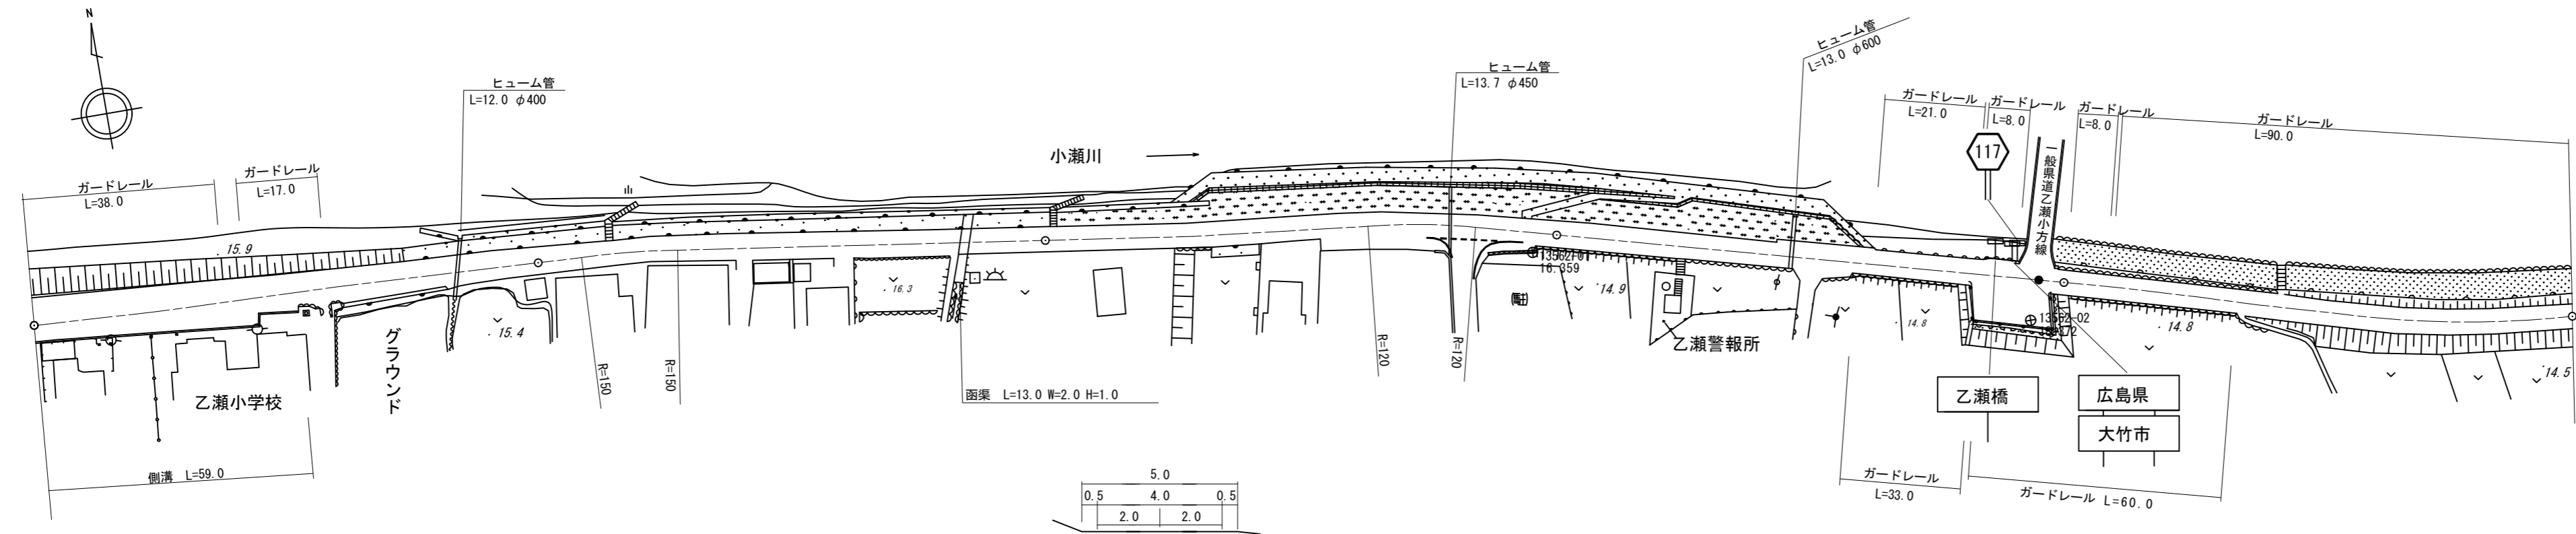 N
ヒューム管
L=12.0 φ400
ガードレール
L=38.0
ガードレール
L=17.0
小瀬川
ヒューム管
L=13.7 φ450
ヒューム管
L=13.0 φ600
ガードレール
L=21.0
ガードレール
L=8.0
ガードレール
L=8.0
ガードレール
L=90.0
117
一般県道乙瀬小方線
15.9
16.3
15.4
13562-01
16.359
14.9
14.8
13562-02
14.8
14.5
乙瀬小学校
グラウンド
R=150
R=150
R=120
R=120
(駐)
乙瀬警報所
函渠 L=13.0 W=2.0 H=1.0
側溝 L=59.0
乙瀬橋
広島県
大竹市
ガードレール
L=33.0
ガードレール L=60.0
5.0
0.5 4.0 0.5
2.0 2.0